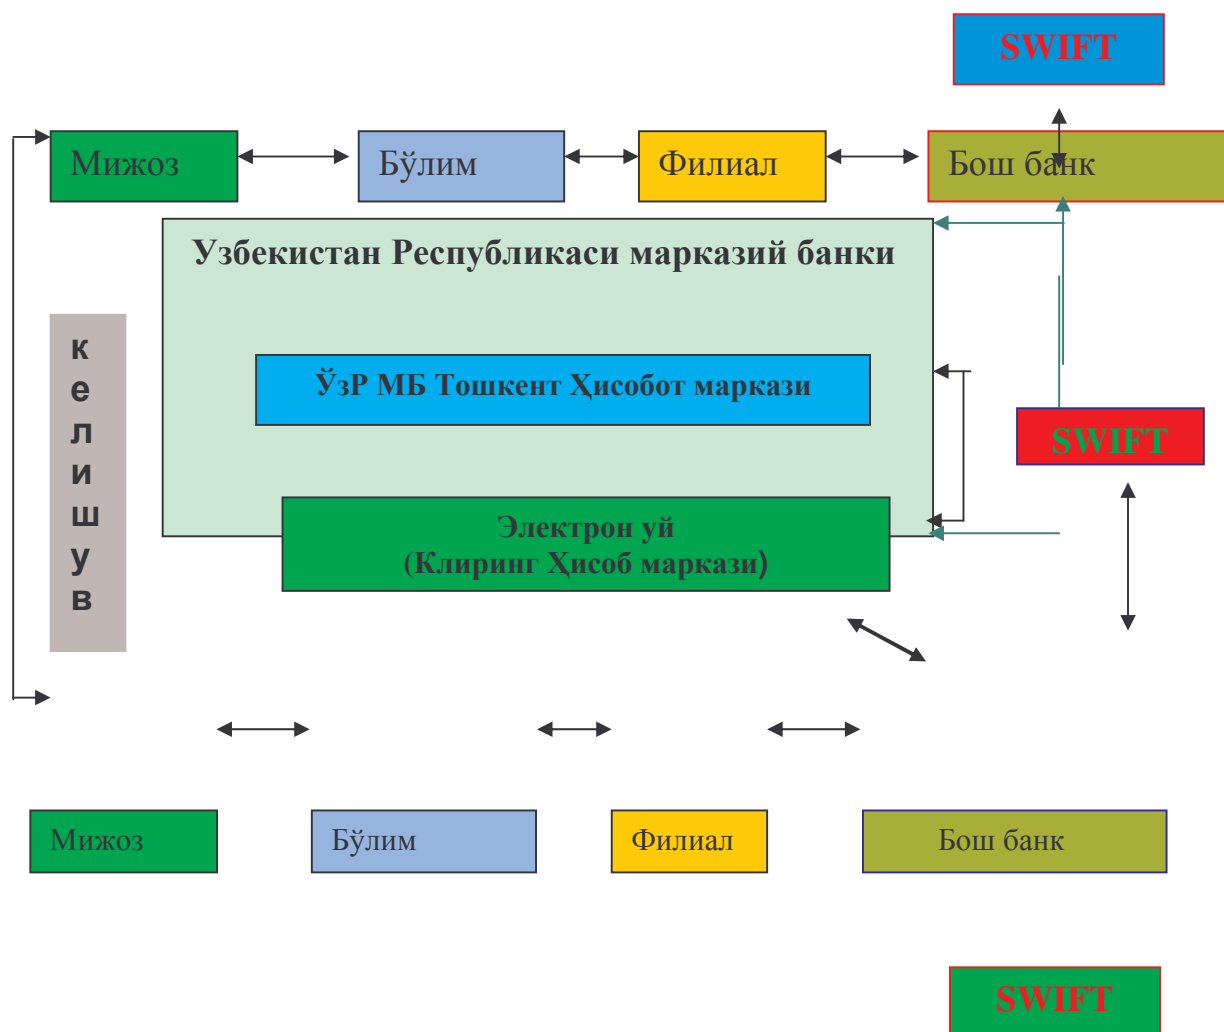 SWIFT
Мижоз
Бўлим
Филиал
Бош банк
Узбекистан Республикаси марказий банки
келишув
ЎзР МБ Тошкент Ҳисобот маркази
SWIFT
Электрон уй
(Клиринг Ҳисоб маркази)
Мижоз
Бўлим
Филиал
Бош банк
SWIFT